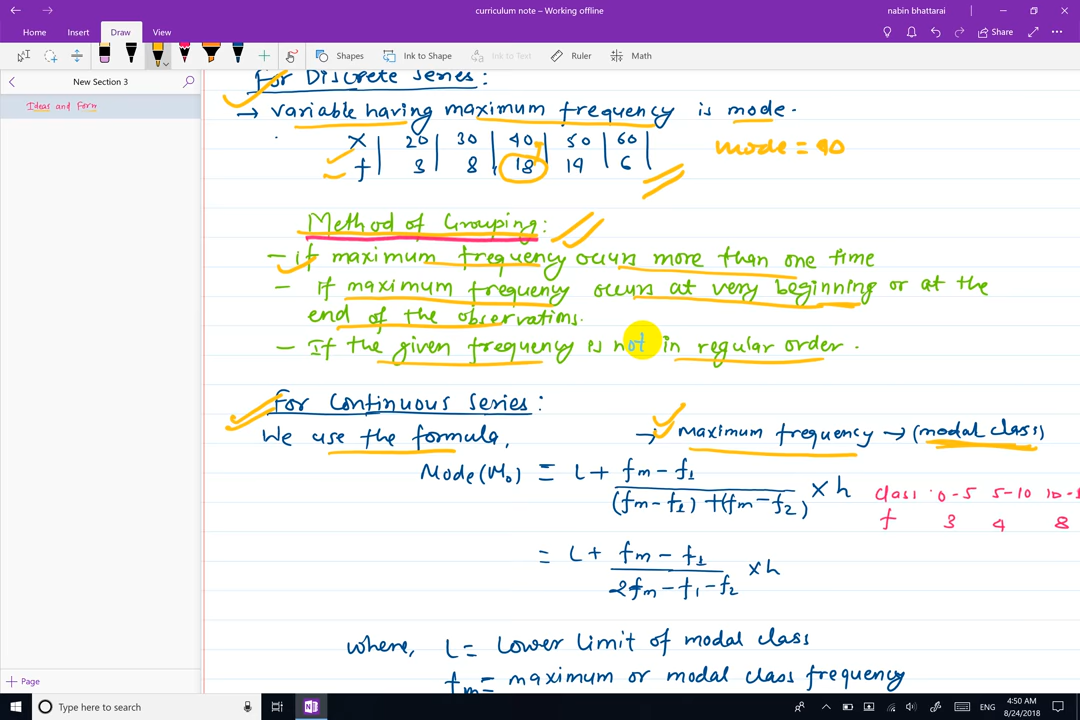 curriculum note – Working offline
nabin bhattarai
Home Insert Draw View
Share
Shapes Ink to Shape Ink to Text Ruler Math
New Section 3
Ideas and Form
For Discrete Series:
→ variable having maximum frequency is mode.
x | 20 | 30 | 40 | 50 | 60 |
f | 3 | 8 | 18 | 14 | 6 |
mode = 40
Method of Grouping:
- if maximum frequency occurs more than one time
- If maximum frequency occurs at very beginning or at the
end of the observations.
- If the given frequency is not in regular order.
For Continuous Series:
We use the formula,
→ maximum frequency → (modal class)
Mode(M₀) = L + fm - f1 / (fm - f1) + (fm - f2) × h
class 0-5 5-10
f 3 4 8
= L + fm - f1 / 2fm - f1 - f2 × h
where, L = Lower limit of modal class
fm = maximum or modal class frequency
+ Page
Type here to search
ENG
4:50 AM
8/24/2018